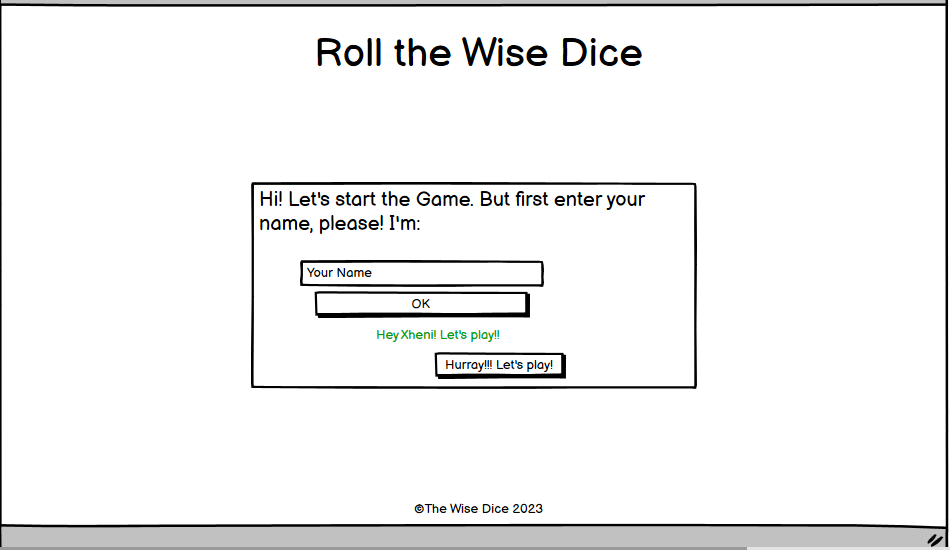 Roll the Wise Dice
Hi! Let's start the Game. But first enter your
name, please! I'm:
Your Name
OK
Hey Xheni! Let's play!!
Hurray!!! Let's play!
©The Wise Dice 2023